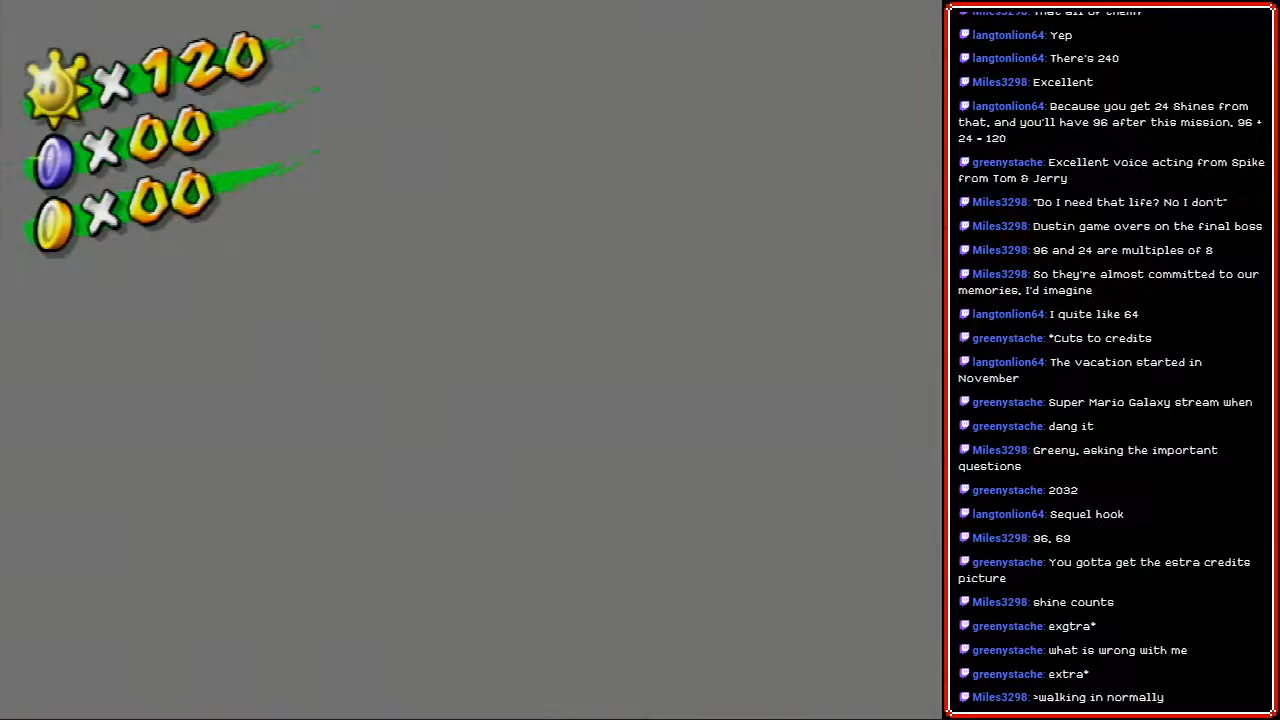 ×120
×00
×00
Miles3298: That all of them?
langtonlion64: Yep
langtonlion64: There's 240
Miles3298: Excellent
langtonlion64: Because you get 24 Shines from
that, and you'll have 96 after this mission. 96 +
24 = 120
greenystache: Excellent voice acting from Spike
from Tom & Jerry
Miles3298: "Do I need that life? No I don't"
Miles3298: Dustin game overs on the final boss
Miles3298: 96 and 24 are multiples of 8
Miles3298: So they're almost committed to our
memories, I'd imagine
langtonlion64: I quite like 64
greenystache: *Cuts to credits
langtonlion64: The vacation started in
November
greenystache: Super Mario Galaxy stream when
greenystache: dang it
Miles3298: Greeny, asking the important
questions
greenystache: 2032
langtonlion64: Sequel hook
Miles3298: 96, 69
greenystache: You gotta get the estra credits
picture
Miles3298: shine counts
greenystache: exgtra*
greenystache: what is wrong with me
greenystache: extra*
Miles3298: >walking in normally